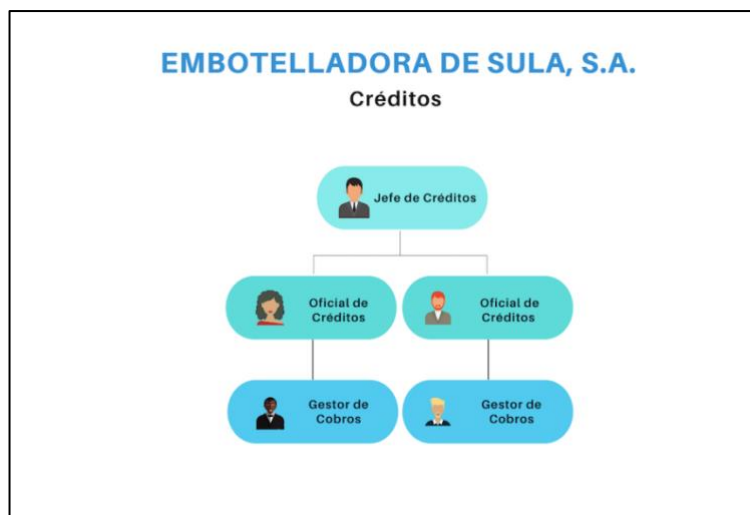 EMBOTELLADORA DE SULA, S.A.
Créditos
Jefe de Créditos
Oficial de
Créditos
Oficial de
Créditos
Gestor de
Cobros
Gestor de
Cobros